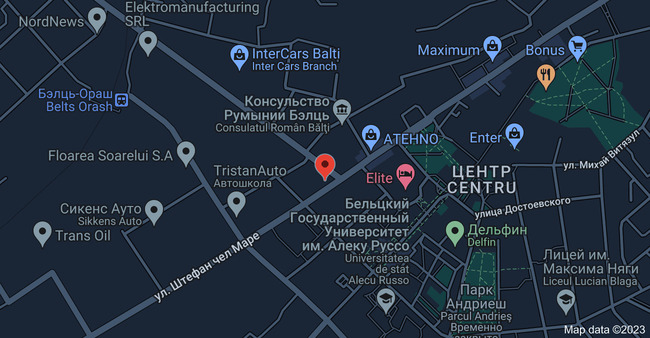 Elektromanufacturing
SRL
NordNews
InterCars Balti
Inter Cars Branch
Maximum
Bonus
Бэлць-Ораш
Belts Orash
Консульство
Румынии Бэлць
Consulatul Român Bălți
ATEHNO
Enter
Floarea Soarelui S.A
TristanAuto
Автошкола
Elite
ЦЕНТР
CENTRU
ул. Михай Витязул
улица Достоевского
Сикенс Ауто
Sikkens Auto
Trans Oil
ул. Штефан чел Маре
Бельцкий
Государственный
Университет
им. Алеку Руссо
Universitatea
de stat
Alecu Russo
Дельфин
Delfin
Лицей им.
Максима Няги
Liceul Lucian Blaga
Парк
Андриеш
Parcul Andrieș
Временно
закрыт
Map data ©2023